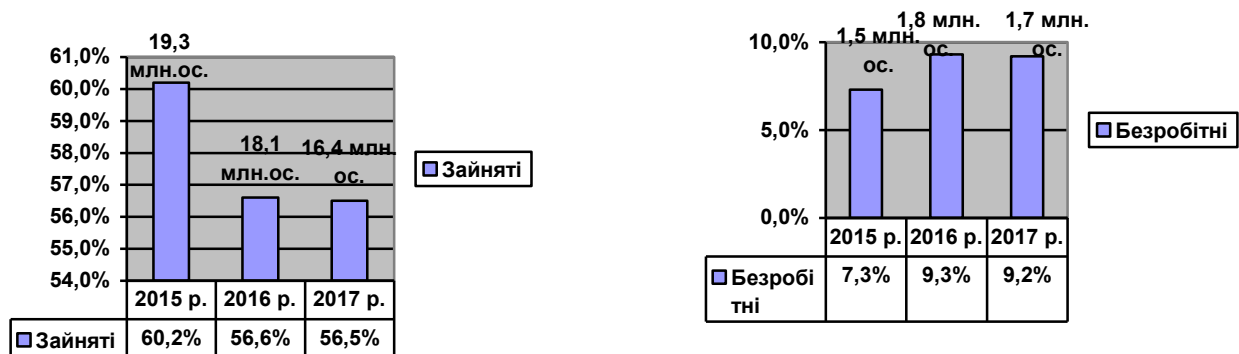 19,3
млн.ос.
61,0%
60,0%
59,0%
58,0%
57,0%
56,0%
55,0%
54,0%
18,1
млн.ос.
16,4 млн.
ос.
Зайняті
2015 р. 2016 р. 2017 р.
Зайняті 60,2% 56,6% 56,5%
1,5 млн.
ос.
1,8 млн.
ос.
1,7 млн.
ос.
10,0%
5,0%
0,0%
Безробітні
2015 р. 2016 р. 2017 р.
Безробі
тні
7,3% 9,3% 9,2%